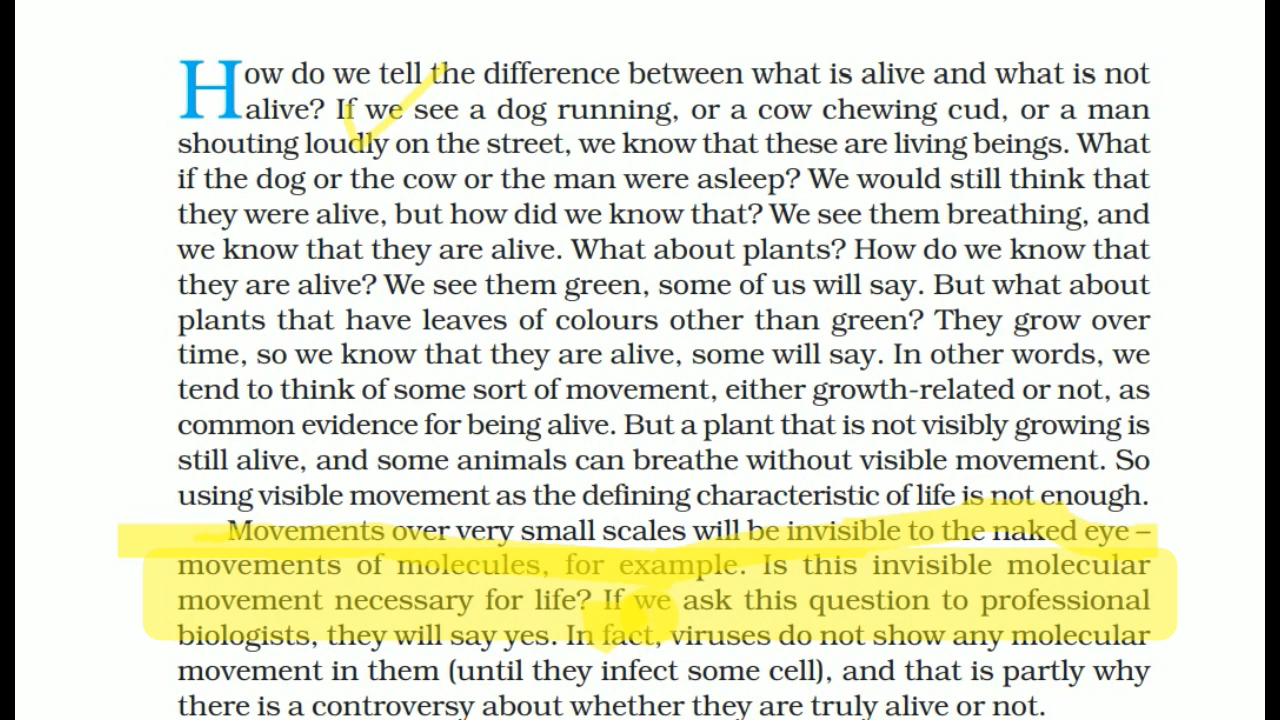 How do we tell the difference between what is alive and what is not
alive? If we see a dog running, or a cow chewing cud, or a man
shouting loudly on the street, we know that these are living beings. What
if the dog or the cow or the man were asleep? We would still think that
they were alive, but how did we know that? We see them breathing, and
we know that they are alive. What about plants? How do we know that
they are alive? We see them green, some of us will say. But what about
plants that have leaves of colours other than green? They grow over
time, so we know that they are alive, some will say. In other words, we
tend to think of some sort of movement, either growth-related or not, as
common evidence for being alive. But a plant that is not visibly growing is
still alive, and some animals can breathe without visible movement. So
using visible movement as the defining characteristic of life is not enough.
Movements over very small scales will be invisible to the naked eye –
movements of molecules, for example. Is this invisible molecular
movement necessary for life? If we ask this question to professional
biologists, they will say yes. In fact, viruses do not show any molecular
movement in them (until they infect some cell), and that is partly why
there is a controversy about whether they are truly alive or not.